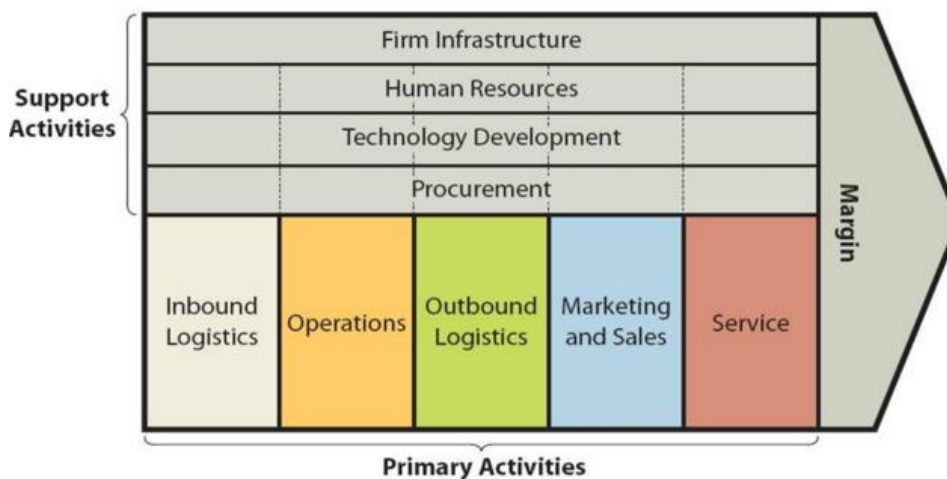 Firm Infrastructure
Support
Activities
Human Resources
Technology Development
Procurement
Margin
Inbound
Logistics
Operations
Outbound
Logistics
Marketing
and Sales
Service
Primary Activities